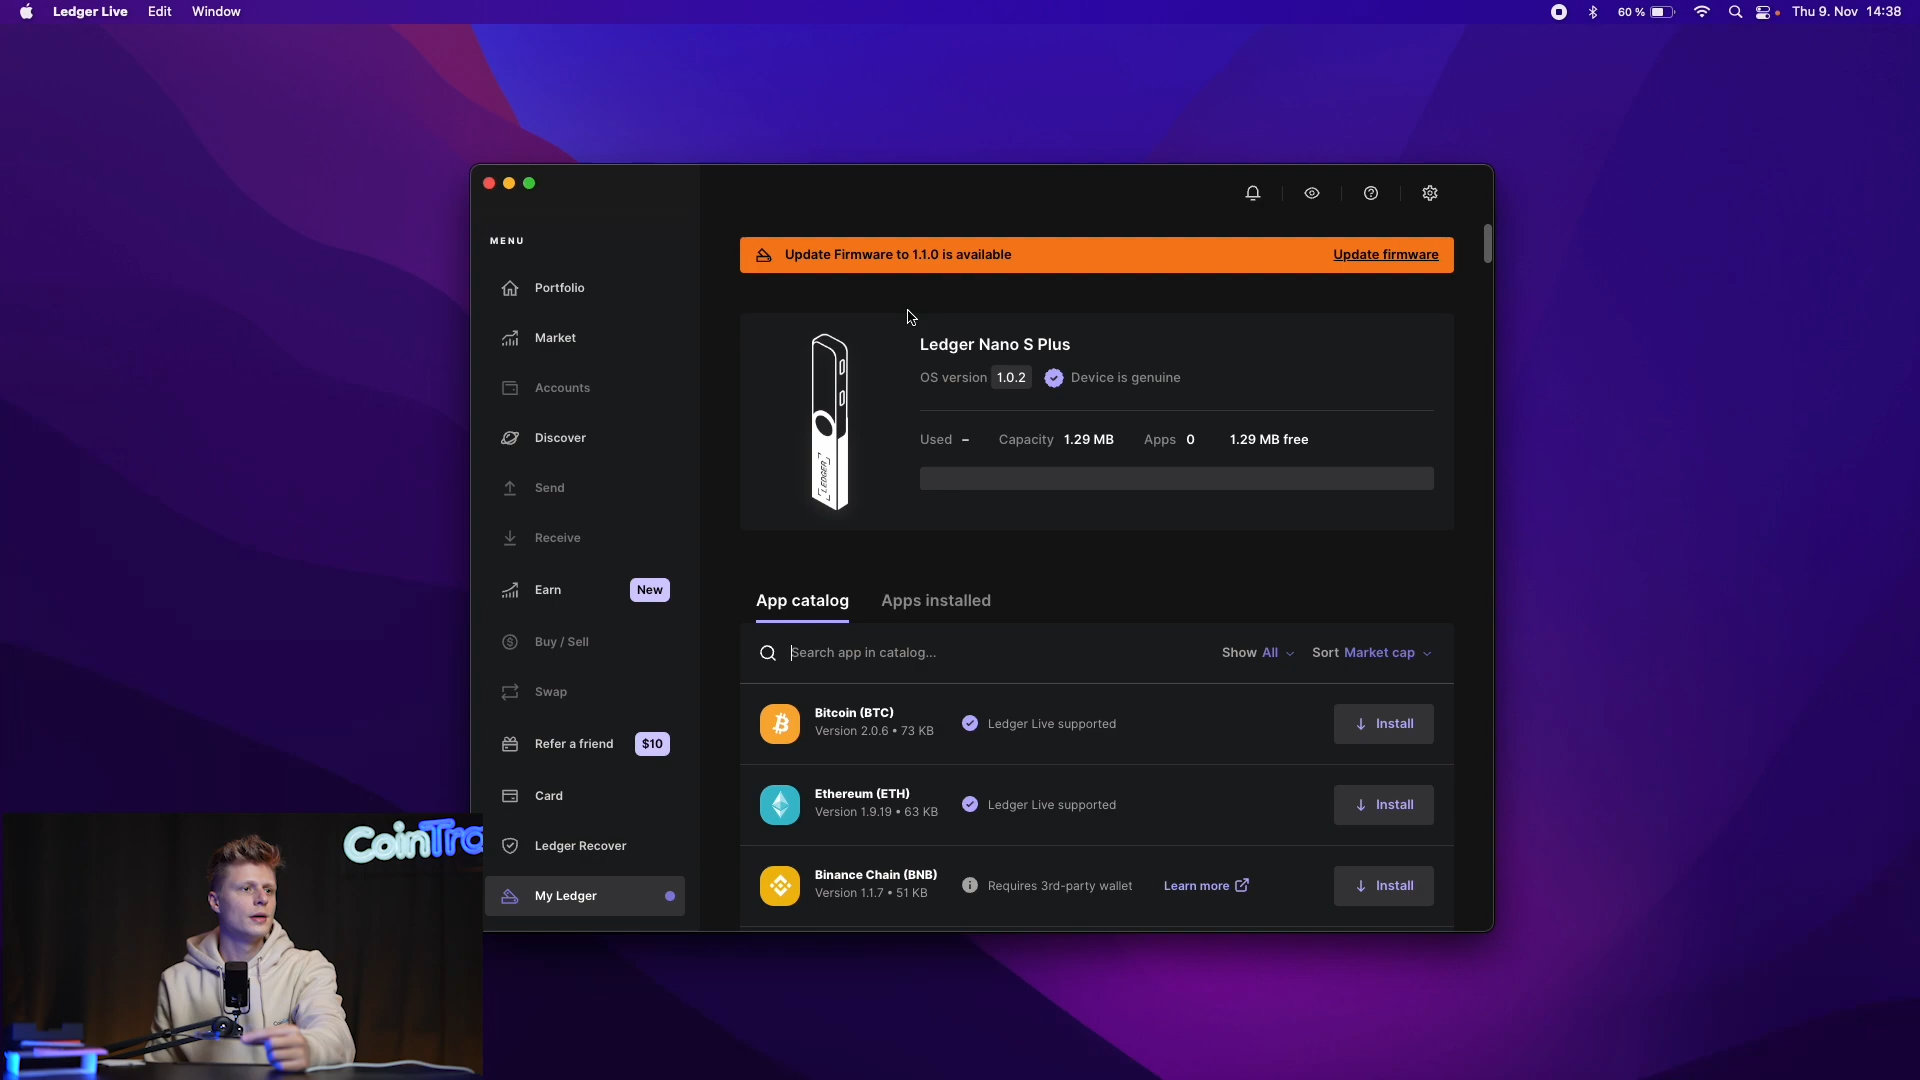 Ledger Live Edit Window
60 % Thu 9. Nov 14:38
MENU
Portfolio
Market
Accounts
Discover
Send
Receive
Earn New
Buy / Sell
Swap
Refer a friend $10
Card
Ledger Recover
My Ledger
Update Firmware to 1.1.0 is available Update firmware
LEDGER
Ledger Nano S Plus
OS version 1.0.2 Device is genuine
Used – Capacity 1.29 MB Apps 0 1.29 MB free
App catalog Apps installed
Search app in catalog... Show All Sort Market cap
Bitcoin (BTC)
Version 2.0.6 • 73 KB
Ledger Live supported
Install
Ethereum (ETH)
Version 1.9.19 • 63 KB
Ledger Live supported
Install
Binance Chain (BNB)
Version 1.1.7 • 51 KB
Requires 3rd-party wallet Learn more
Install
CoinTra